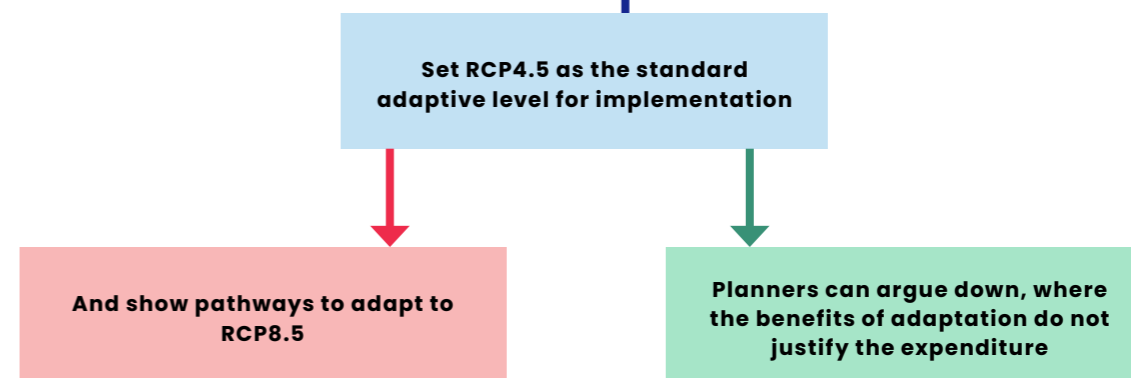 Set RCP4.5 as the standard
adaptive level for implementation
And show pathways to adapt to
RCP8.5
Planners can argue down, where
the benefits of adaptation do not
justify the expenditure